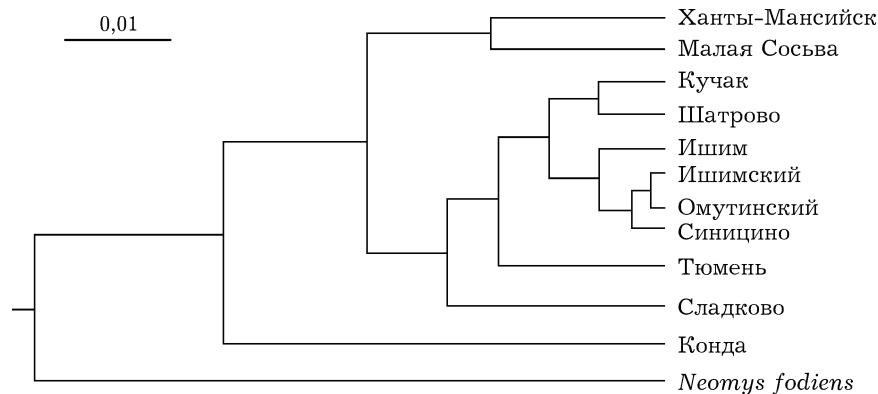 0,01
Ханты-Мансийск
Малая Сосьва
Кучак
Шатрово
Ишим
Ишимский
Омутинский
Синицино
Тюмень
Сладково
Конда
Neomys fodiens